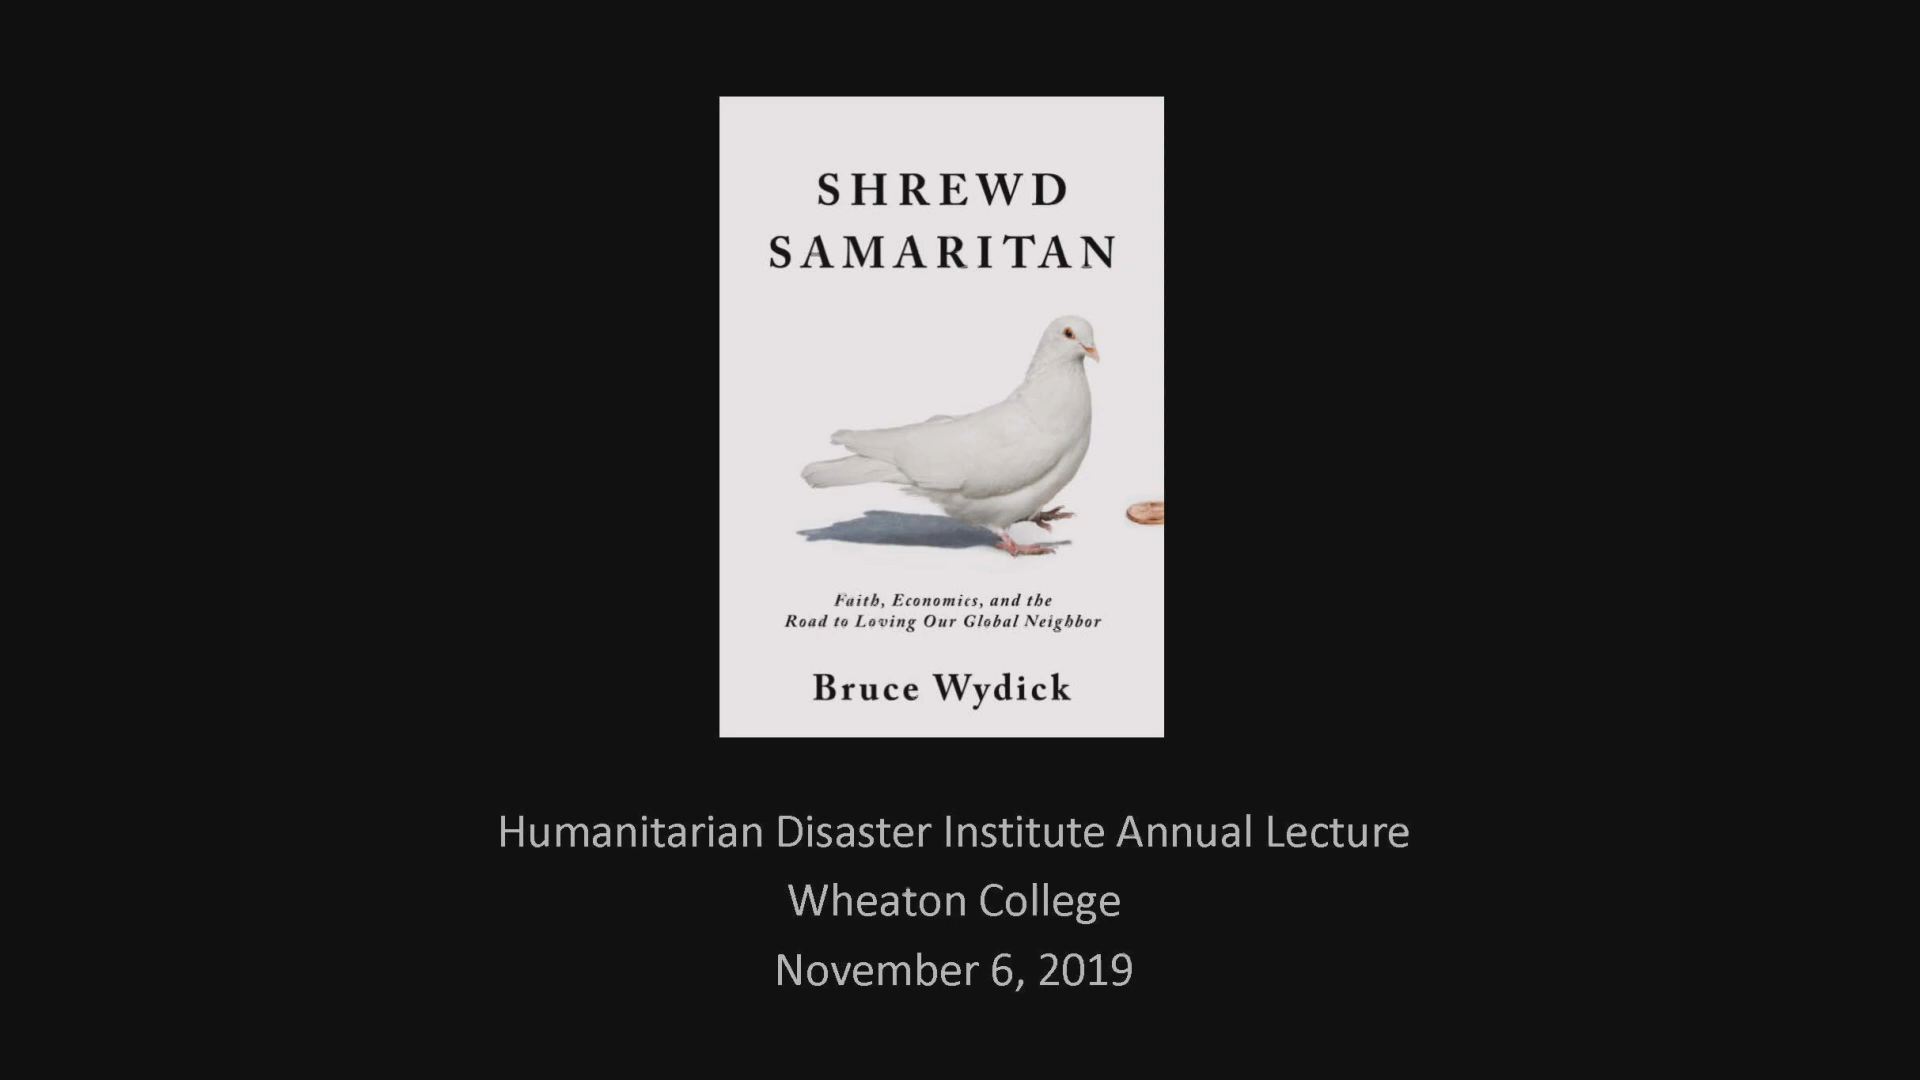 SHREWD
SAMARITAN
Faith, Economics, and the
Road to Loving Our Global Neighbor
Bruce Wydick
Humanitarian Disaster Institute Annual Lecture
Wheaton College
November 6, 2019